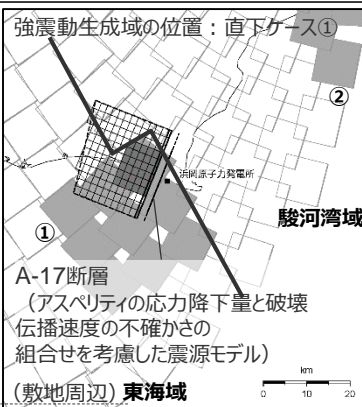 強震動生成域の位置：直下ケース①
②
浜岡原子力発電所
駿河湾域
①
A-17断層
（アスペリティの応力降下量と破壊
伝播速度の不確かさの
組合せを考慮した震源モデル）
(敷地周辺) 東海域
km
0 10 20